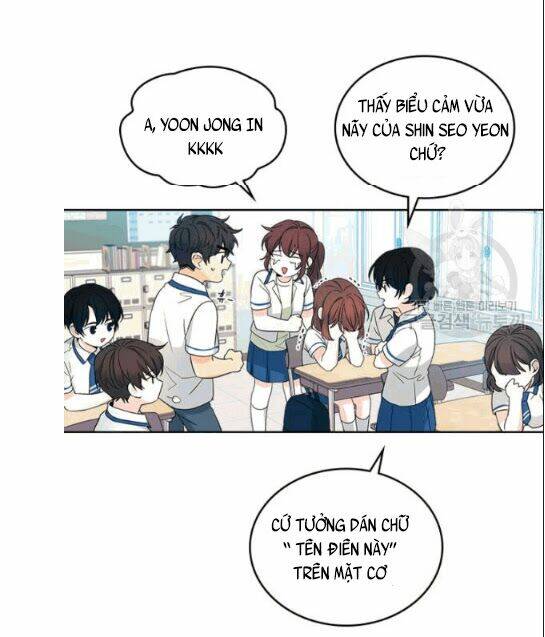 A, YOON JONG IN
KKKK
THẤY BIỂU CẢM VỪA
NÃY CỦA SHIN SEO YEON
CHỨ?
CỨ TƯỞNG DÁN CHỮ
“ TÊN ĐIÊN NÀY”
TRÊN MẶT CƠ